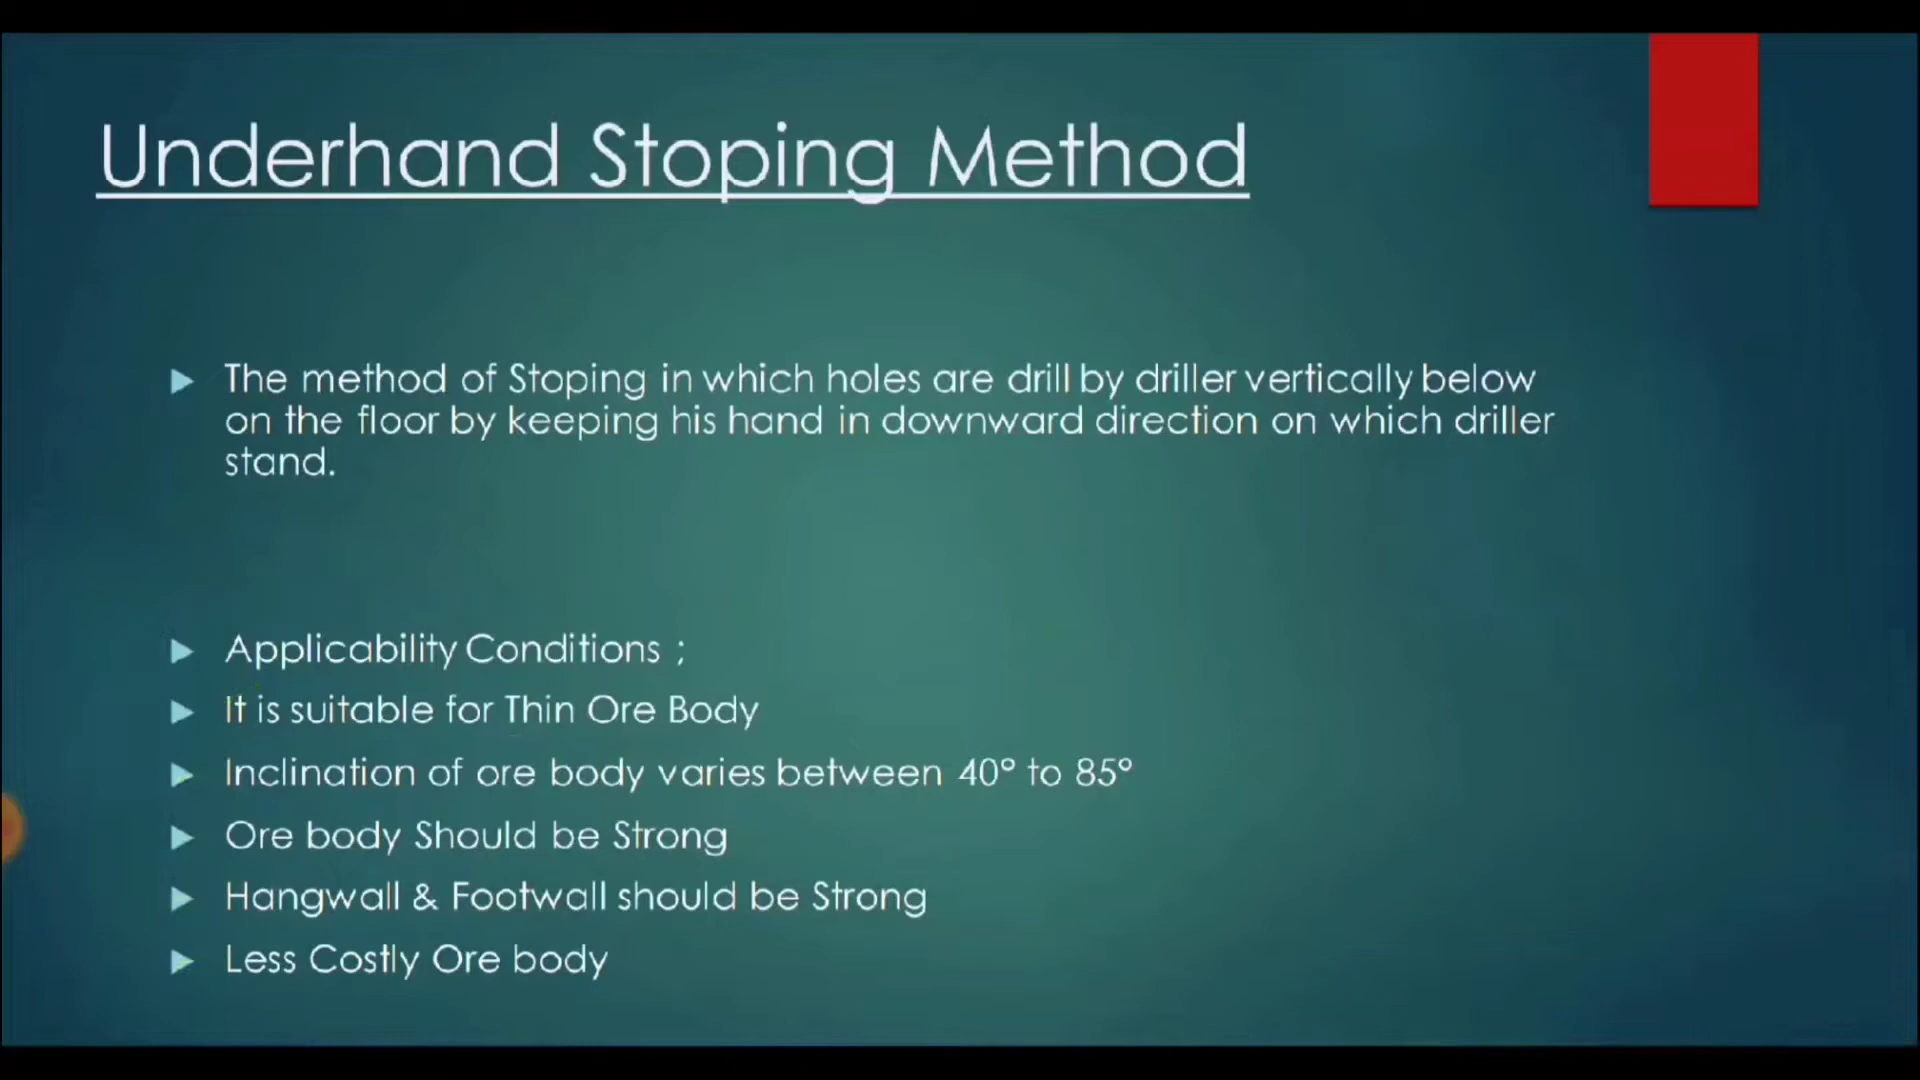 Underhand Stoping Method
The method of Stoping in which holes are drill by driller vertically below
on the floor by keeping his hand in downward direction on which driller
stand.
Applicability Conditions ;
It is suitable for Thin Ore Body
Inclination of ore body varies between 40° to 85°
Ore body Should be Strong
Hangwall & Footwall should be Strong
Less Costly Ore body